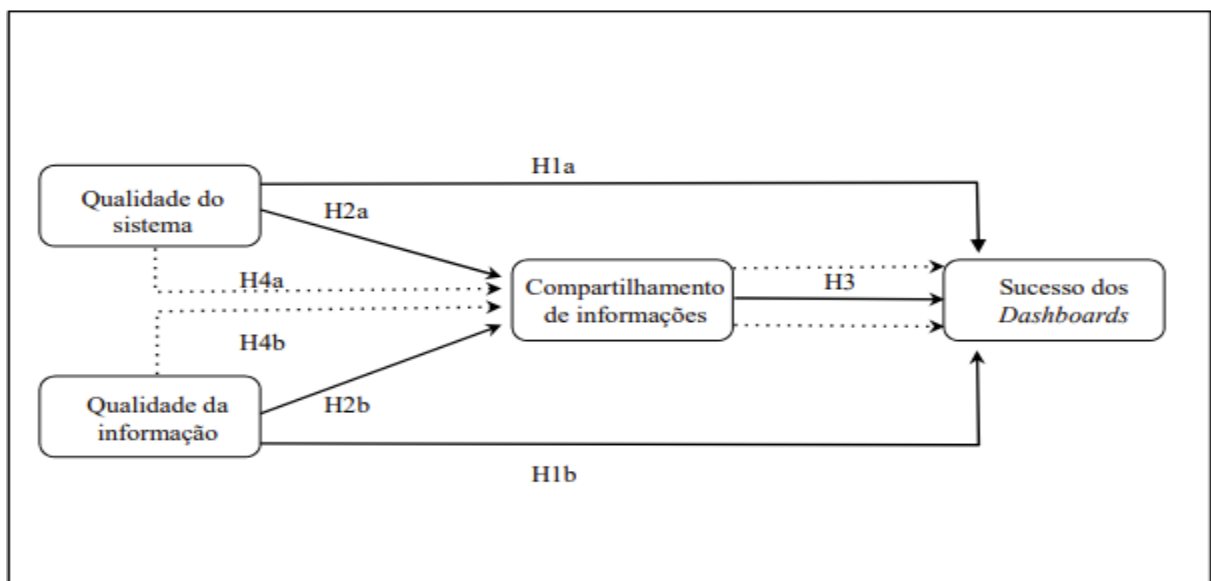 H1a
Qualidade do
sistema
H2a
H4a
Compartilhamento
de informações
H3
Sucesso dos
Dashboards
H4b
Qualidade da
informação
H2b
H1b